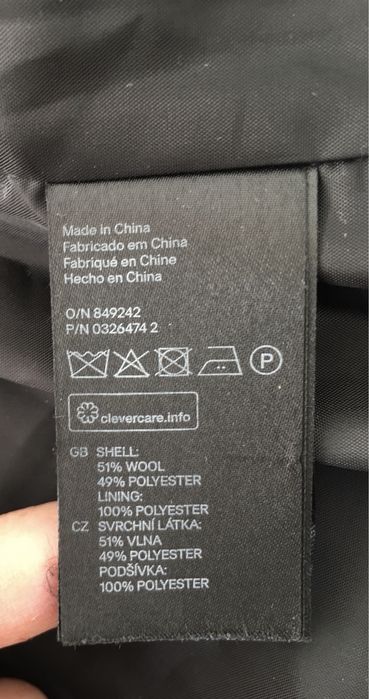 Made in China
Fabricado em China
Fabriqué en Chine
Hecho en China
O/N 849242
P/N 0326474 2
P
clevercare.info
GB SHELL:
51% WOOL
49% POLYESTER
LINING:
100% POLYESTER
CZ SVRCHNÍ LÁTKA:
51% VLNA
49% POLYESTER
PODŠÍVKA:
100% POLYESTER